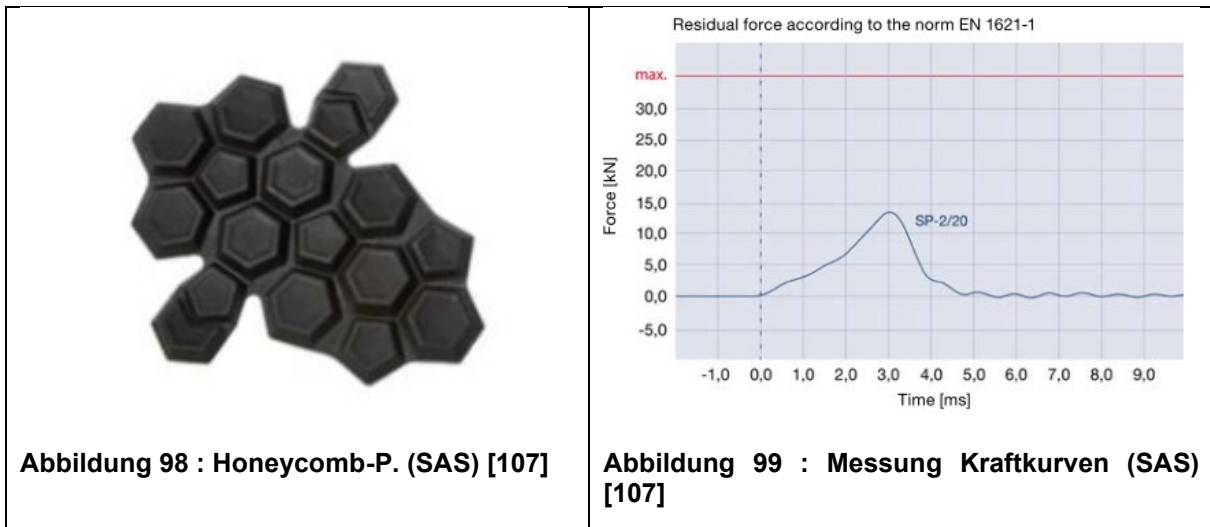 Abbildung 98 : Honeycomb-P. (SAS) [107]
Residual force according to the norm EN 1621-1
max.
30,0
25,0
20,0
15,0
10,0
5,0
0,0
-5,0
Force [kN]
SP-2/20
-1,0 0,0 1,0 2,0 3,0 4,0 5,0 6,0 7,0 8,0 9,0
Time [ms]
Abbildung 99 : Messung Kraftkurven (SAS)
[107]